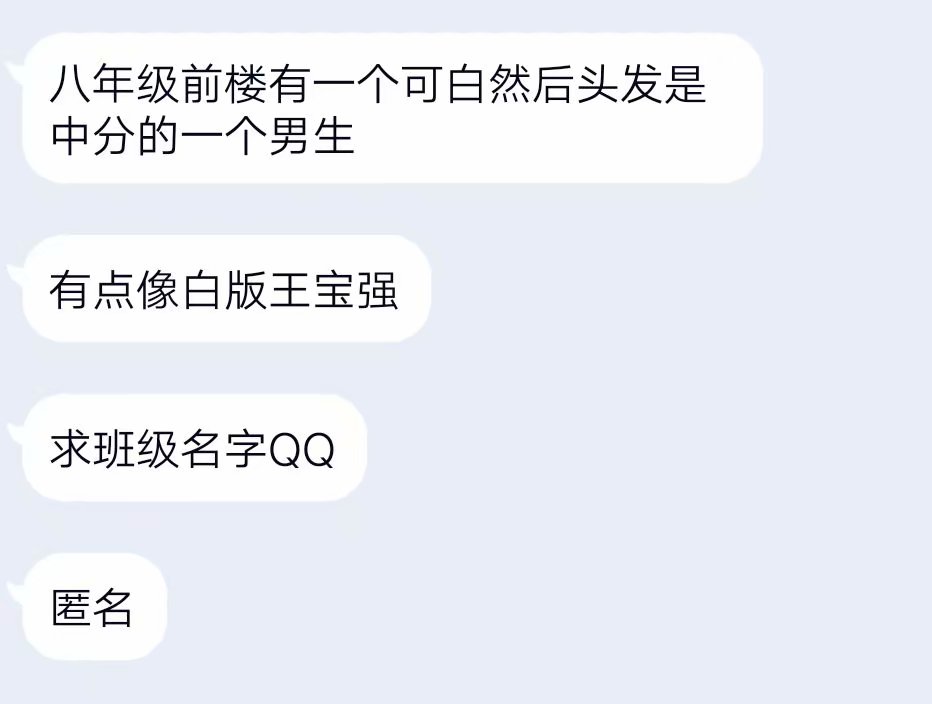 八年级前楼有一个可白然后头发是
中分的一个男生
有点像白版王宝强
求班级名字QQ
匿名